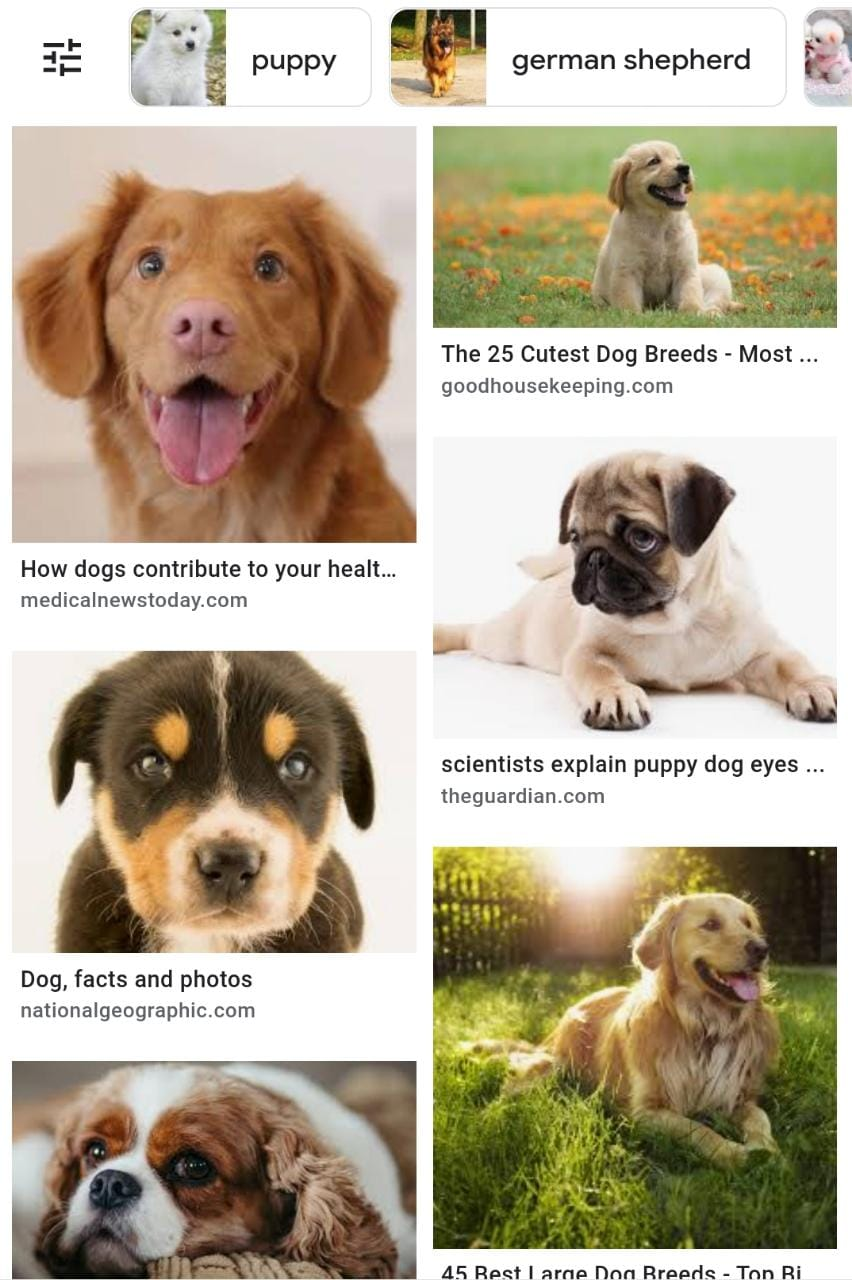 puppy
german shepherd
How dogs contribute to your healt...
medicalnewstoday.com
The 25 Cutest Dog Breeds - Most ...
goodhousekeeping.com
scientists explain puppy dog eyes ...
theguardian.com
Dog, facts and photos
nationalgeographic.com
45 Best Large Dog Breeds - Top Bi